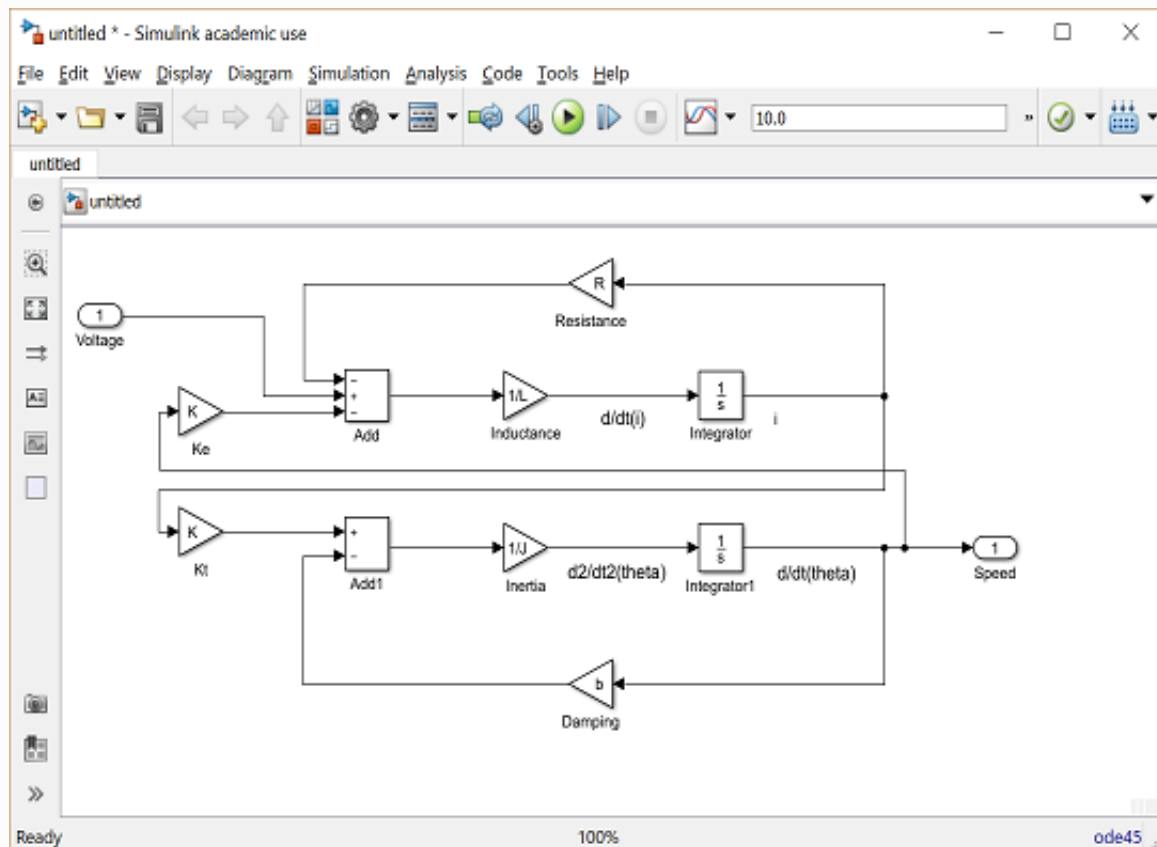 untitled * - Simulink academic use
File Edit View Display Diagram Simulation Analysis Code Tools Help
10.0 »
untitled
untitled
R
Resistance
1
Voltage
−
+
−
Add
1/L
Inductance
d/dt(i)
1
s
Integrator
i
K
Ke
K
Kt
+
−
Add1
1/J
Inertia
d2/dt2(theta)
1
s
Integrator1
d/dt(theta)
1
Speed
b
Damping
Ready 100% ode45